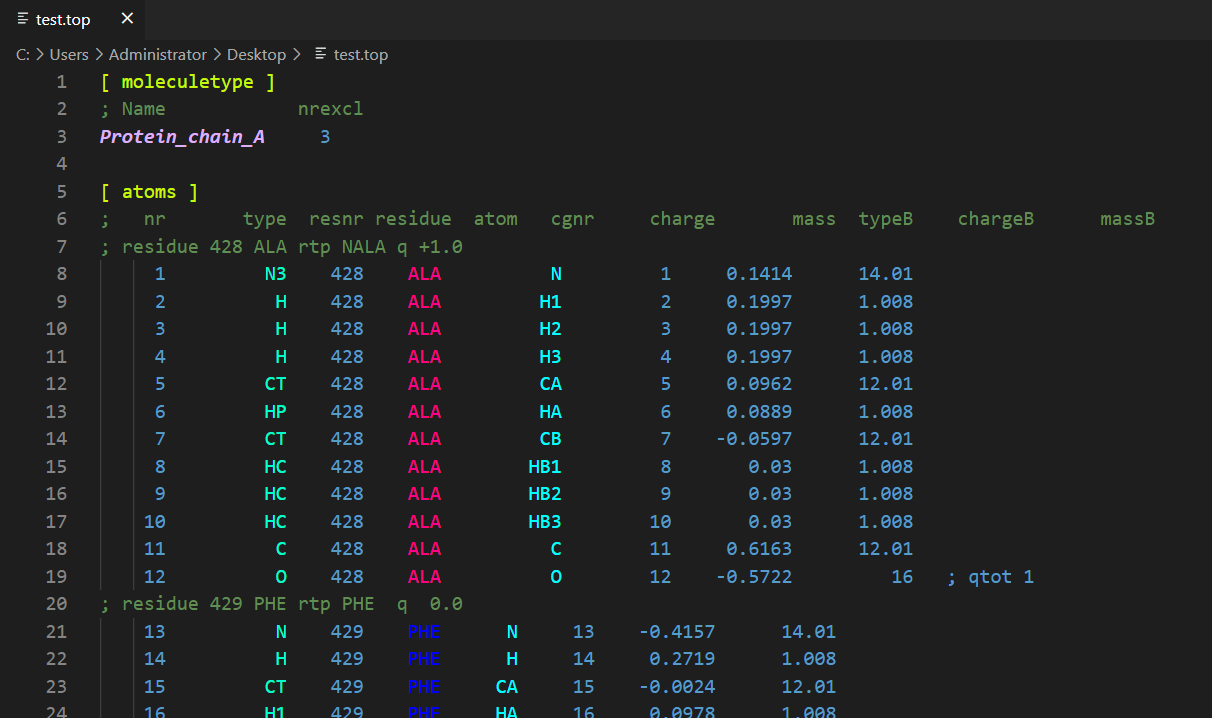 test.top
C: > Users > Administrator > Desktop > test.top
1 [ moleculetype ]
2 ; Name nrexcl
3 Protein_chain_A 3
4
5 [ atoms ]
6 ; nr type resnr residue atom cgnr charge mass typeB chargeB massB
7 ; residue 428 ALA rtp NALA q +1.0
8 1 N3 428 ALA N 1 0.1414 14.01
9 2 H 428 ALA H1 2 0.1997 1.008
10 3 H 428 ALA H2 3 0.1997 1.008
11 4 H 428 ALA H3 4 0.1997 1.008
12 5 CT 428 ALA CA 5 0.0962 12.01
13 6 HP 428 ALA HA 6 0.0889 1.008
14 7 CT 428 ALA CB 7 -0.0597 12.01
15 8 HC 428 ALA HB1 8 0.03 1.008
16 9 HC 428 ALA HB2 9 0.03 1.008
17 10 HC 428 ALA HB3 10 0.03 1.008
18 11 C 428 ALA C 11 0.6163 12.01
19 12 O 428 ALA O 12 -0.5722 16 ; qtot 1
20 ; residue 429 PHE rtp PHE q 0.0
21 13 N 429 PHE N 13 -0.4157 14.01
22 14 H 429 PHE H 14 0.2719 1.008
23 15 CT 429 PHE CA 15 -0.0024 12.01
24 16 H1 429 PHE HA 16 0.0978 1.008